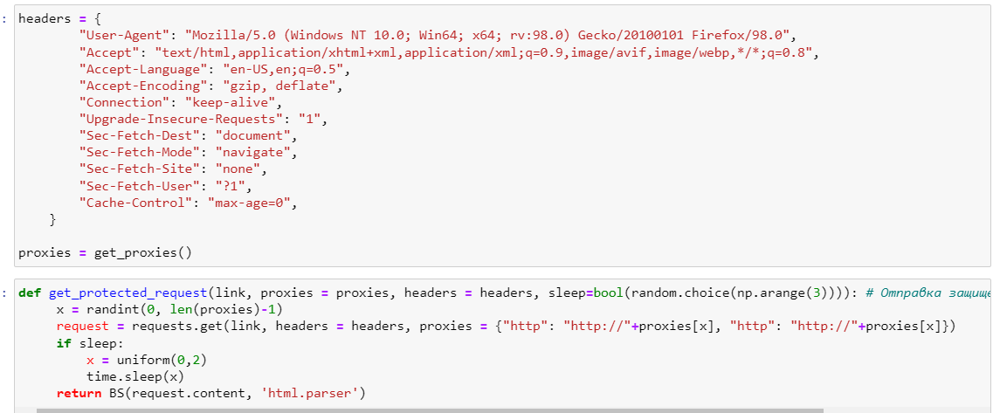 : headers = {
"User-Agent": "Mozilla/5.0 (Windows NT 10.0; Win64; x64; rv:98.0) Gecko/20100101 Firefox/98.0",
"Accept": "text/html,application/xhtml+xml,application/xml;q=0.9,image/avif,image/webp,*/*;q=0.8",
"Accept-Language": "en-US,en;q=0.5",
"Accept-Encoding": "gzip, deflate",
"Connection": "keep-alive",
"Upgrade-Insecure-Requests": "1",
"Sec-Fetch-Dest": "document",
"Sec-Fetch-Mode": "navigate",
"Sec-Fetch-Site": "none",
"Sec-Fetch-User": "?1",
"Cache-Control": "max-age=0",
}
proxies = get_proxies()
: def get_protected_request(link, proxies = proxies, headers = headers, sleep=bool(random.choice(np.arange(3)))): # Отправка
x = randint(0, len(proxies)-1)
request = requests.get(link, headers = headers, proxies = {"http": "http://"+proxies[x], "http": "http://"+proxies[x]})
if sleep:
x = uniform(0,2)
time.sleep(x)
return BS(request.content, 'html.parser')